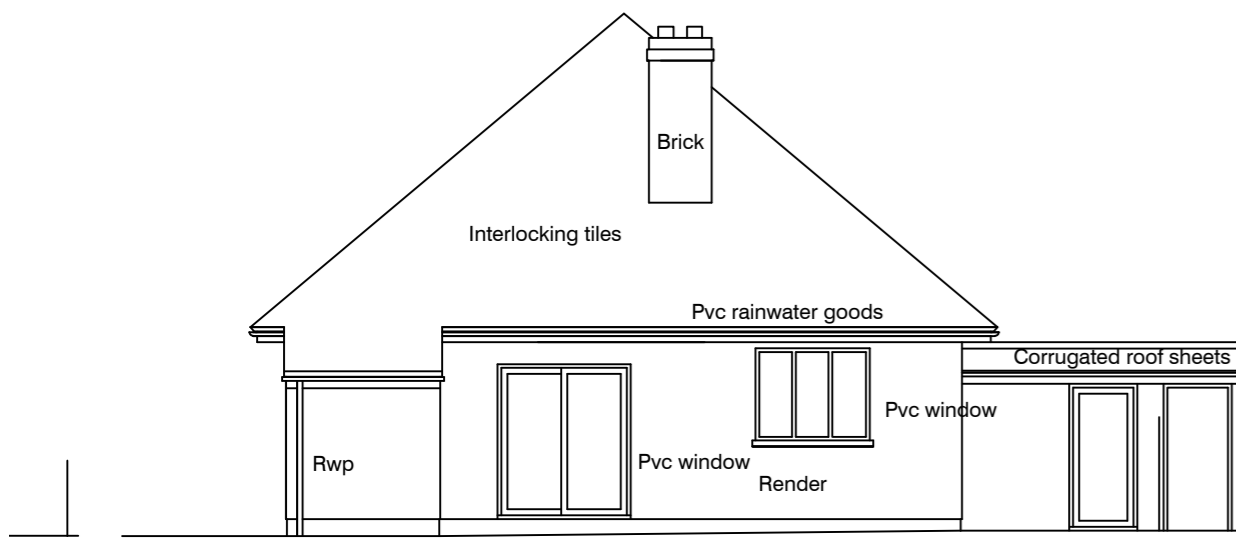 Brick
Interlocking tiles
Pvc rainwater goods
Corrugated roof sheets
Pvc window
Rwp
Pvc window
Render